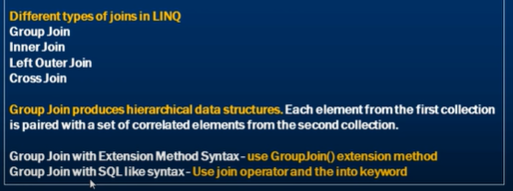 Different types of joins in LINQ
Group Join
Inner Join
Left Outer Join
Cross Join
Group Join produces hierarchical data structures. Each element from the first collection
is paired with a set of correlated elements from the second collection.
Group Join with Extension Method Syntax - use GroupJoin() extension method
Group Join with SQL like syntax - Use join operator and the into keyword